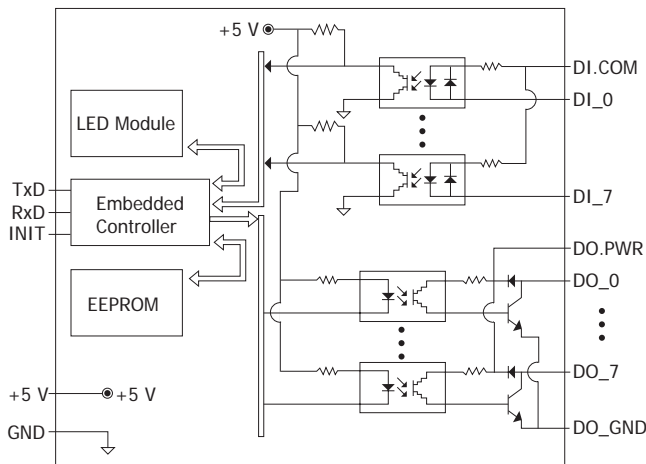 +5 V
DI.COM
DI_0
LED Module
DI_7
TxD
RxD
INIT
Embedded
Controller
DO.PWR
DO_0
EEPROM
DO_7
+5 V
+5 V
GND
DO_GND